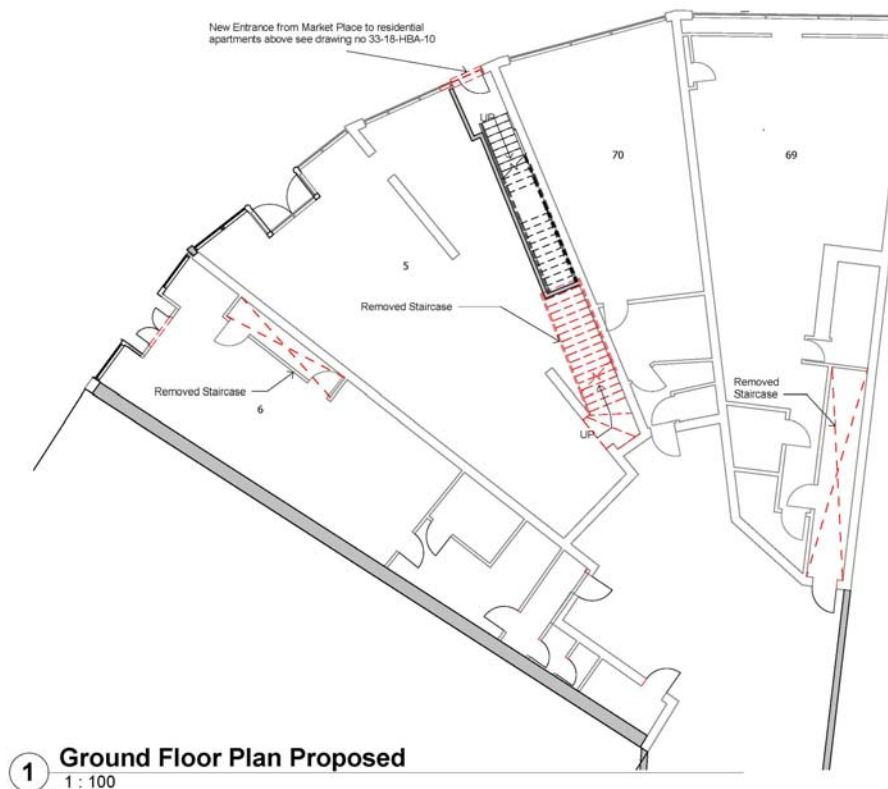 New Entrance from Market Place to residential
apartments above see drawing no 33-18-HBA-10
UP
70
69
5
Removed Staircase
Removed
Staircase
Removed Staircase
6
UP
1
Ground Floor Plan Proposed
1 : 100